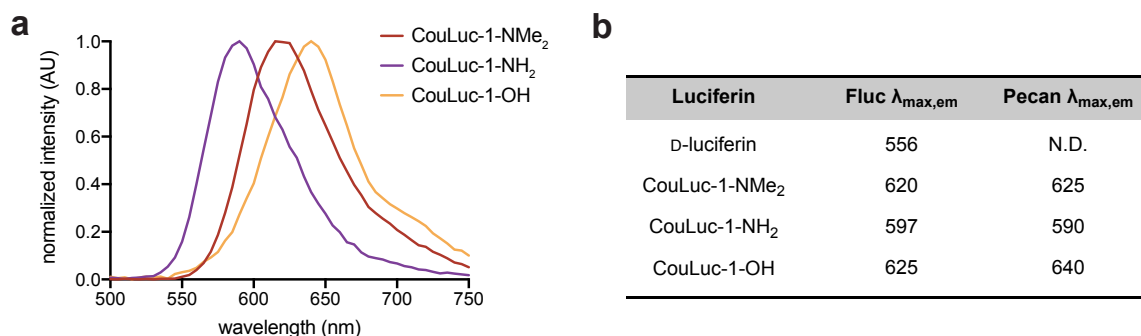 a
CouLuc-1-NMe₂
CouLuc-1-NH₂
CouLuc-1-OH
normalized intensity (AU)
1.0
0.8
0.6
0.4
0.2
0.0
500 550 600 650 700 750
wavelength (nm)
b
Luciferin Fluc λmax,em Pecan λmax,em
D-luciferin 556 N.D.
CouLuc-1-NMe₂ 620 625
CouLuc-1-NH₂ 597 590
CouLuc-1-OH 625 640